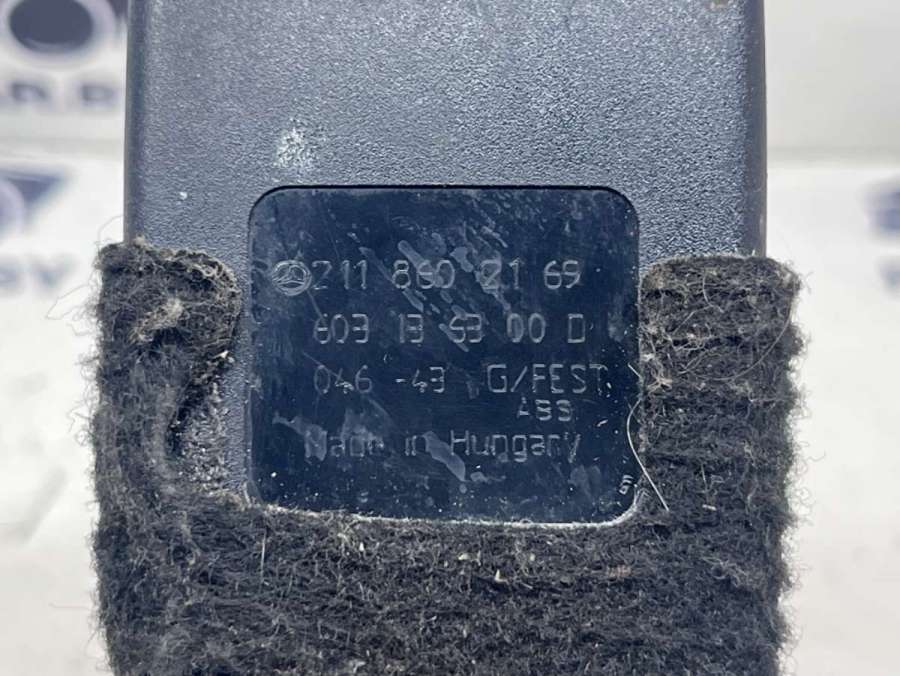 211 860 21 69
603 13 63 00 D
046 -43 G/FEST
ABS
Made in Hungary